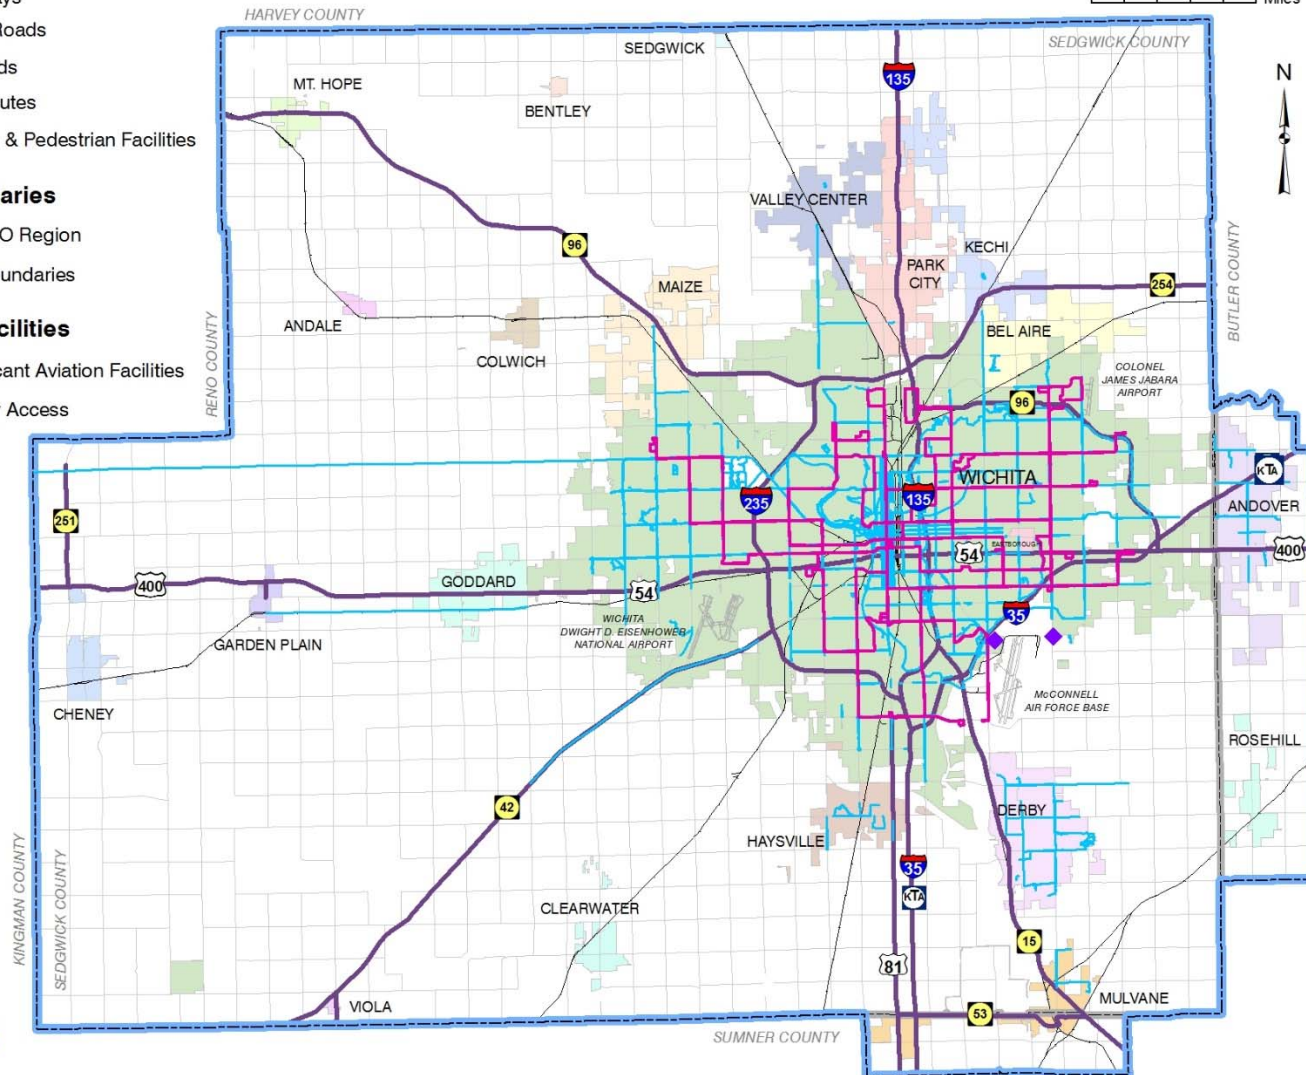 ays
Roads
ds
utes
& Pedestrian Facilities
aries
O Region
undaries
cilities
cant Aviation Facilities
Access
HARVEY COUNTY
Miles
SEDGWICK
SEDGWICK COUNTY
N
135
MT. HOPE
BENTLEY
VALLEY CENTER
KECHI
96
PARK
CITY
BUTLER COUNTY
MAIZE
254
ANDALE
BEL AIRE
RENO COUNTY
COLWICH
COLONEL
JAMES JABARA
AIRPORT
96
WICHITA
KTA
235
135
ANDOVER
251
EASTBOROUGH
54
400
400
GODDARD
54
35
WICHITA
DWIGHT D. EISENHOWER
NATIONAL AIRPORT
GARDEN PLAIN
McCONNELL
AIR FORCE BASE
CHENEY
ROSEHILL
42
DERBY
HAYSVILLE
35
KTA
KINGMAN COUNTY
SEDGWICK COUNTY
CLEARWATER
15
81
VIOLA
MULVANE
53
SUMNER COUNTY